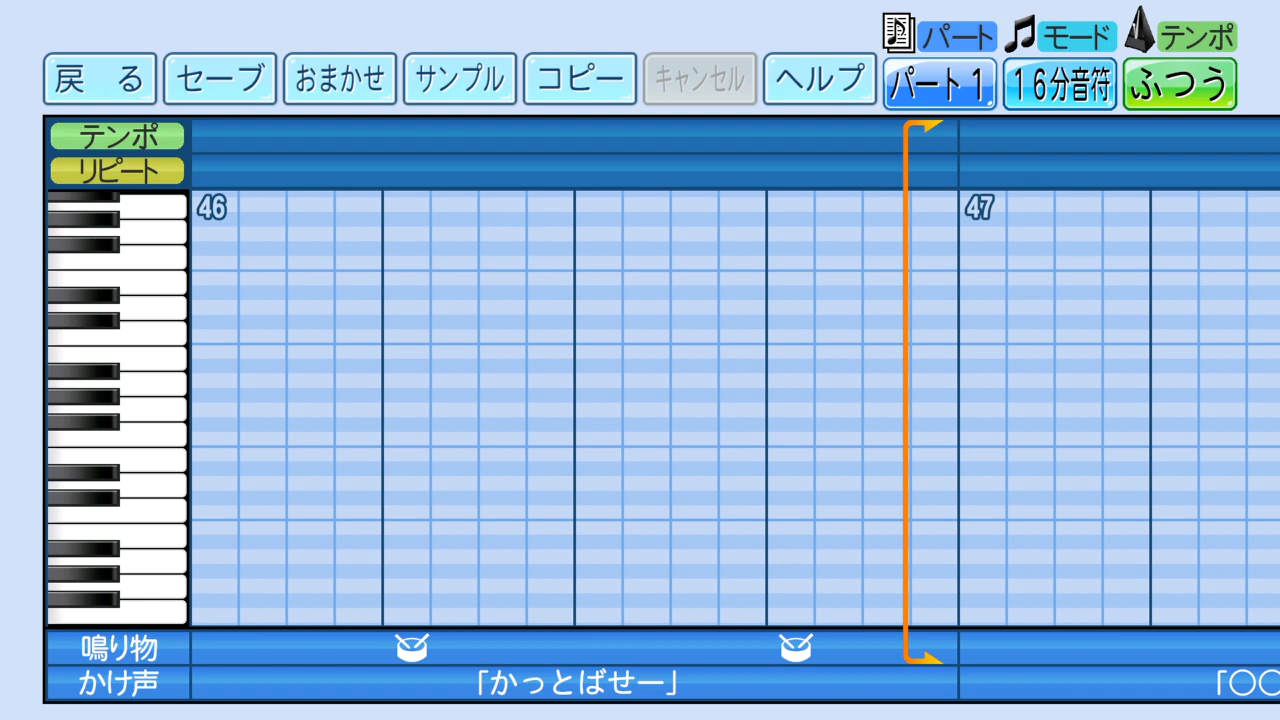 パート モード テンポ
戻 る セーブ おまかせ サンプル コピー キャンセル ヘルプ パート1 16分音符 ふつう
テンポ
リピート
46 47
鳴り物
かけ声 「かっとばせー」 「〇〇